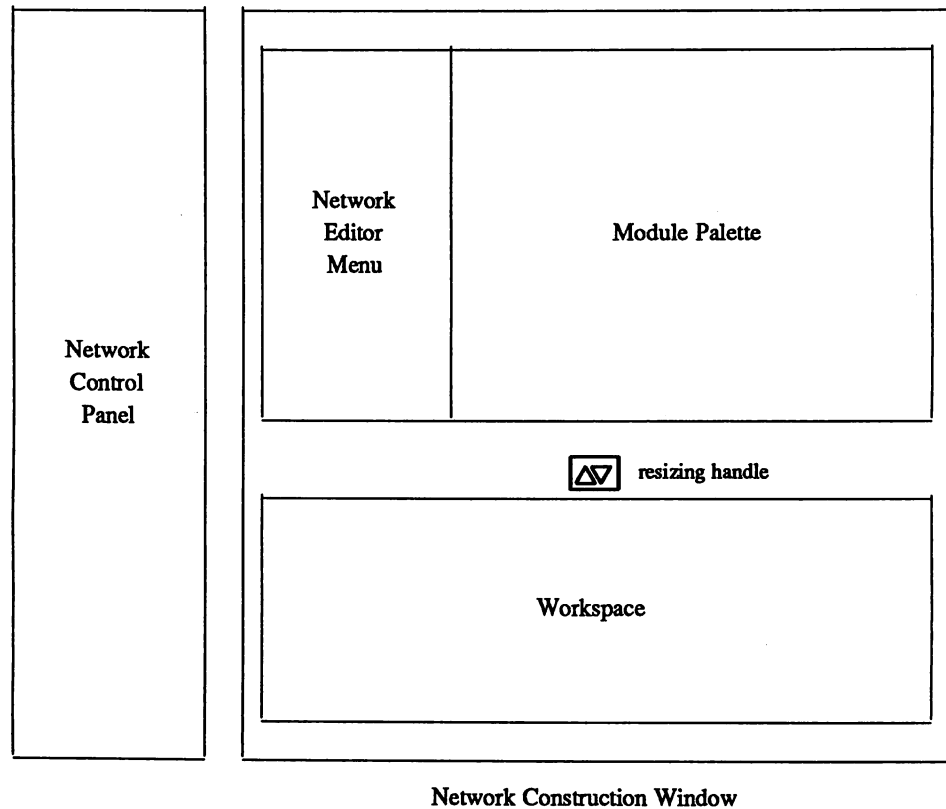 Network
Control
Panel
Network
Editor
Menu
Module Palette
resizing handle
Workspace
Network Construction Window